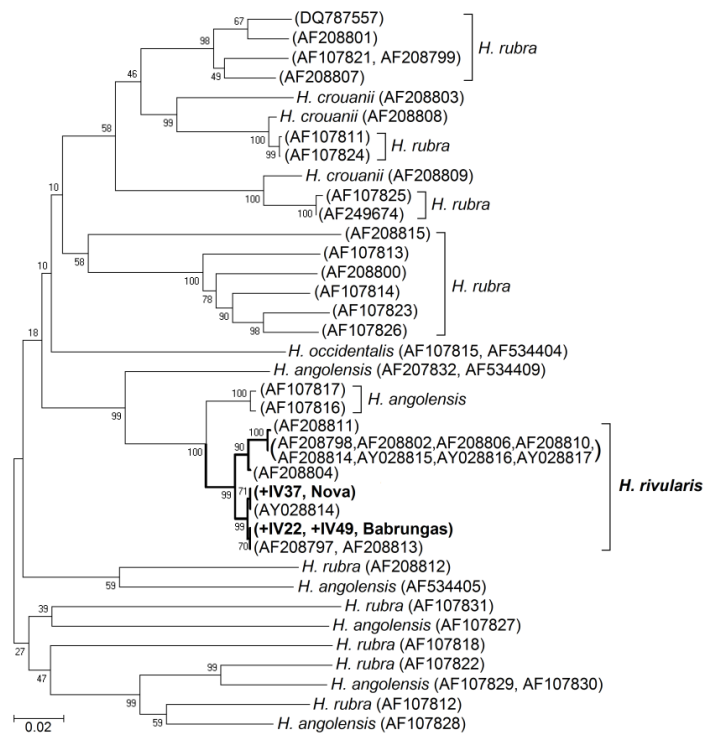 67
(DQ787557)
(AF208801)
98
(AF107821, AF208799)
H. rubra
49
(AF208807)
46
H. crouanii (AF208803)
99
H. crouanii (AF208808)
58
100
(AF107811)
H. rubra
99
(AF107824)
H. crouanii (AF208809)
100
(AF107825)
H. rubra
100
(AF249674)
10
(AF208815)
58
(AF107813)
100
(AF208800)
H. rubra
78
(AF107814)
90
(AF107823)
98
(AF107826)
10
H. occidentalis (AF107815, AF534404)
18
H. angolensis (AF207832, AF534409)
99
100
(AF107817)
H. angolensis
(AF107816)
100
(AF208811)
100
(AF208798,AF208802,AF208806,AF208810,
AF208814,AY028815,AY028816,AY028817)
90
(AF208804)
H. rivularis
99
71
(+IV37, Nova)
(AY028814)
99
(+IV22, +IV49, Babrungas)
70
(AF208797, AF208813)
H. rubra (AF208812)
59
H. angolensis (AF534405)
39
H. rubra (AF107831)
H. angolensis (AF107827)
27
H. rubra (AF107818)
47
H. rubra (AF107822)
99
H. angolensis (AF107829, AF107830)
99
H. rubra (AF107812)
59
H. angolensis (AF107828)
0.02